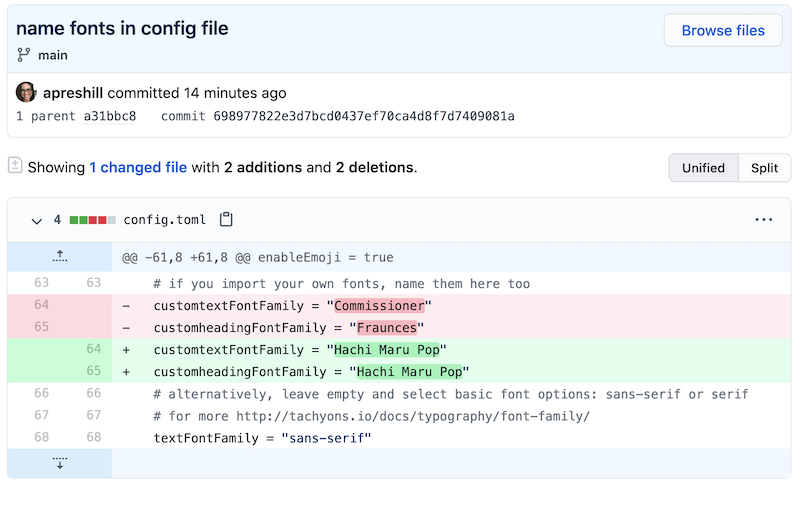 name fonts in config file
Browse files
main
apreshill committed 14 minutes ago
1 parent a31bbc8 commit 698977822e3d7bcd0437ef70ca4d8f7d7409081a
Showing 1 changed file with 2 additions and 2 deletions.
Unified Split
4 config.toml
@@ -61,8 +61,8 @@ enableEmoji = true
63 63 # if you import your own fonts, name them here too
64 - customtextFontFamily = "Commissioner"
65 - customheadingFontFamily = "Fraunces"
64 + customtextFontFamily = "Hachi Maru Pop"
65 + customheadingFontFamily = "Hachi Maru Pop"
66 66 # alternatively, leave empty and select basic font options: sans-serif or serif
67 67 # for more http://tachyons.io/docs/typography/font-family/
68 68 textFontFamily = "sans-serif"